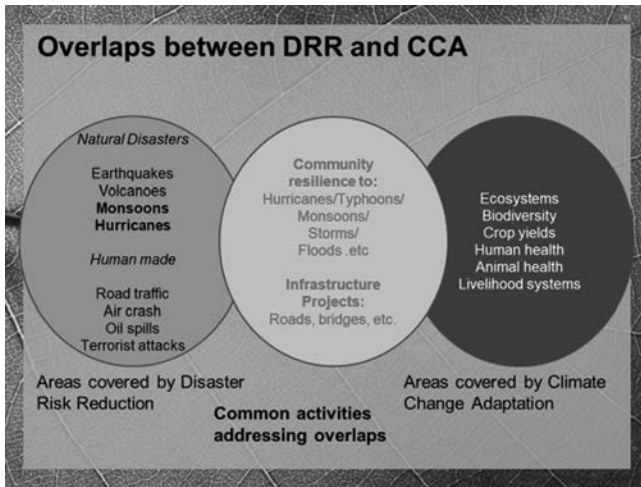 Overlaps between DRR and CCA
Natural Disasters
Earthquakes
Volcanoes
Monsoons
Hurricanes
Human made
Road traffic
Air crash
Oil spills
Terrorist attacks
Areas covered by Disaster
Risk Reduction
Community
resilience to:
Hurricanes/Typhoons/
Monsoons/
Storms/
Floods .etc
Infrastructure
Projects:
Roads, bridges, etc.
Common activities
addressing overlaps
Ecosystems
Biodiversity
Crop yields
Human health
Animal health
Livelihood systems
Areas covered by Climate
Change Adaptation